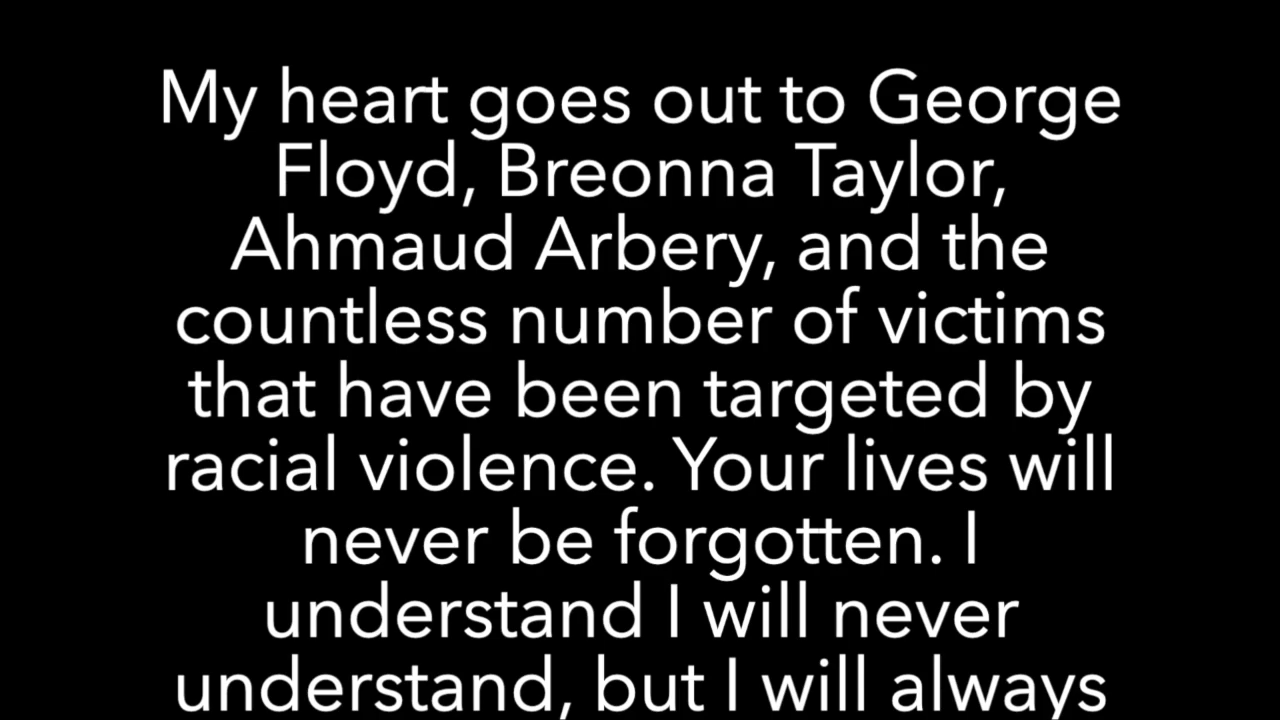 My heart goes out to George
Floyd, Breonna Taylor,
Ahmaud Arbery, and the
countless number of victims
that have been targeted by
racial violence. Your lives will
never be forgotten. I
understand I will never
understand, but I will always